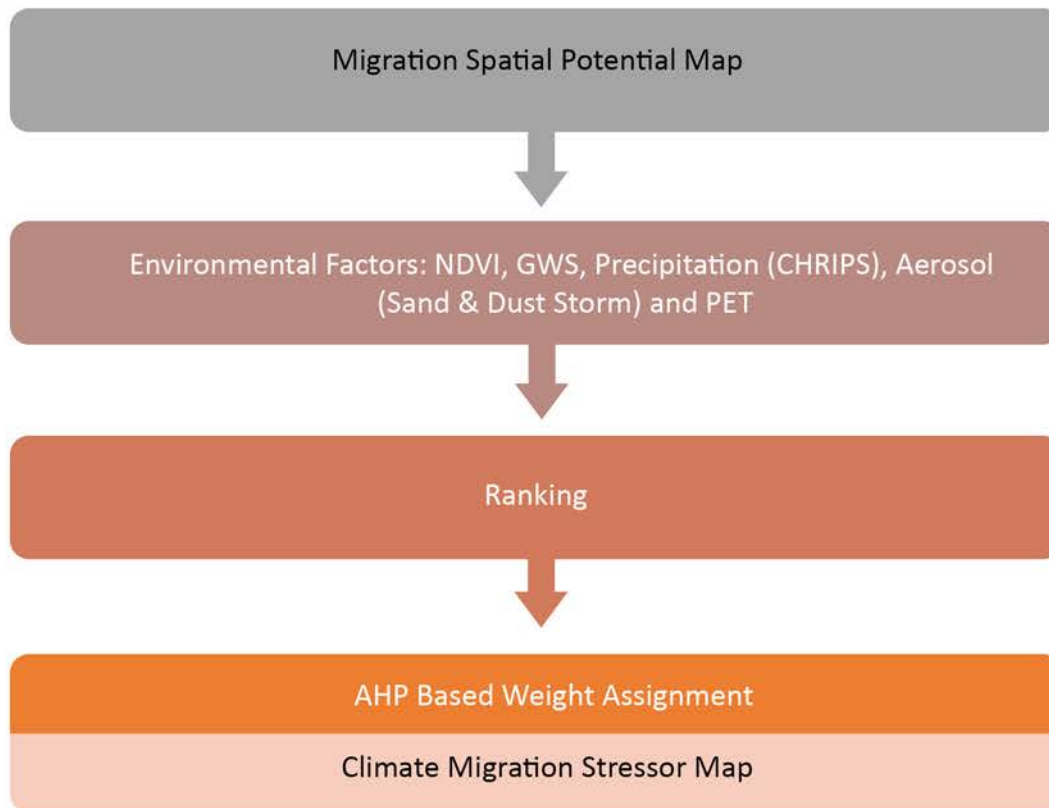 Migration Spatial Potential Map
Environmental Factors: NDVI, GWS, Precipitation (CHRIPS), Aerosol
(Sand & Dust Storm) and PET
Ranking
AHP Based Weight Assignment
Climate Migration Stressor Map